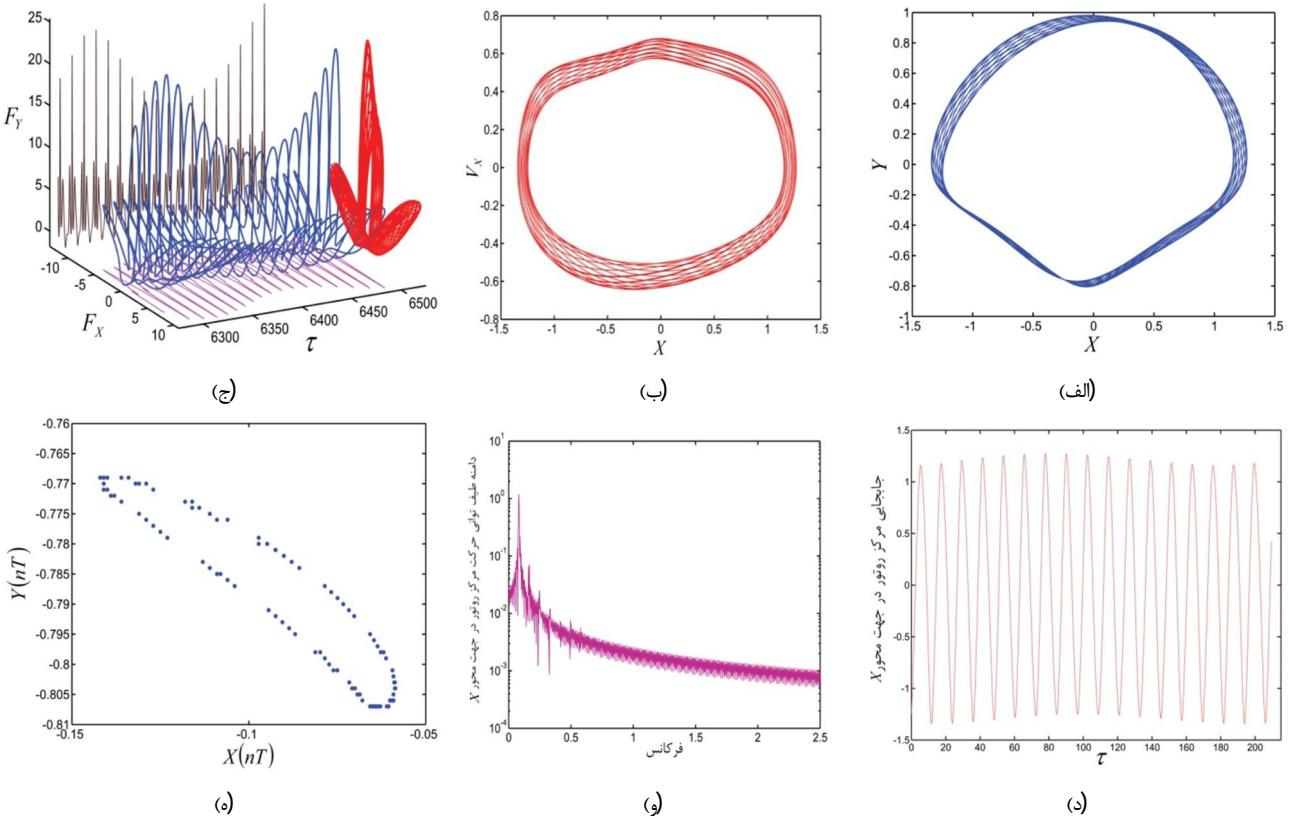 25
20
15
10
5
0
F_Y
-10
-5
0
5
10
F_X
6300
6350
6400
6450
6500
τ
(ج)
0.8
0.6
0.4
0.2
0
-0.2
-0.4
-0.6
-0.8
V_X
-1.5 -1 -0.5 0 0.5 1 1.5
X
(ب)
1
0.8
0.6
0.4
0.2
0
-0.2
-0.4
-0.6
-0.8
-1
Y
-1.5 -1 -0.5 0 0.5 1 1.5
X
(الف)
-0.76
-0.765
-0.77
-0.775
-0.78
-0.785
-0.79
-0.795
-0.8
-0.805
-0.81
Y(nT)
-0.15 -0.1 -0.05
X(nT)
(ه)
10^1
10^0
10^-1
10^-2
10^-3
10^-4
دامنه طیف توانی حرکت مرکز روتور در جهت محور X
0 0.5 1 1.5 2 2.5
فرکانس
(و)
1.5
1
0.5
0
-0.5
-1
-1.5
جابجایی مرکز روتور در جهت محور X
0 20 40 60 80 100 120 140 160 180 200
τ
(د)